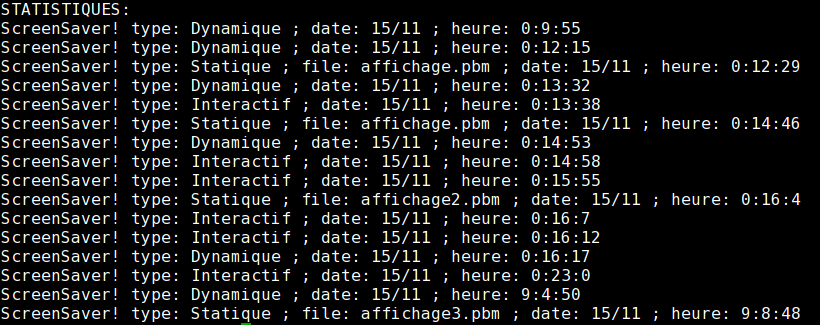 STATISTIQUES:
ScreenSaver! type: Dynamique ; date: 15/11 ; heure: 0:9:55
ScreenSaver! type: Dynamique ; date: 15/11 ; heure: 0:12:15
ScreenSaver! type: Statique ; file: affichage.pbm ; date: 15/11 ; heure: 0:12:29
ScreenSaver! type: Dynamique ; date: 15/11 ; heure: 0:13:32
ScreenSaver! type: Interactif ; date: 15/11 ; heure: 0:13:38
ScreenSaver! type: Statique ; file: affichage.pbm ; date: 15/11 ; heure: 0:14:46
ScreenSaver! type: Dynamique ; date: 15/11 ; heure: 0:14:53
ScreenSaver! type: Interactif ; date: 15/11 ; heure: 0:14:58
ScreenSaver! type: Interactif ; date: 15/11 ; heure: 0:15:55
ScreenSaver! type: Statique ; file: affichage2.pbm ; date: 15/11 ; heure: 0:16:4
ScreenSaver! type: Interactif ; date: 15/11 ; heure: 0:16:7
ScreenSaver! type: Interactif ; date: 15/11 ; heure: 0:16:12
ScreenSaver! type: Dynamique ; date: 15/11 ; heure: 0:16:17
ScreenSaver! type: Interactif ; date: 15/11 ; heure: 0:23:0
ScreenSaver! type: Dynamique ; date: 15/11 ; heure: 9:4:50
ScreenSaver! type: Statique ; file: affichage3.pbm ; date: 15/11 ; heure: 9:8:48